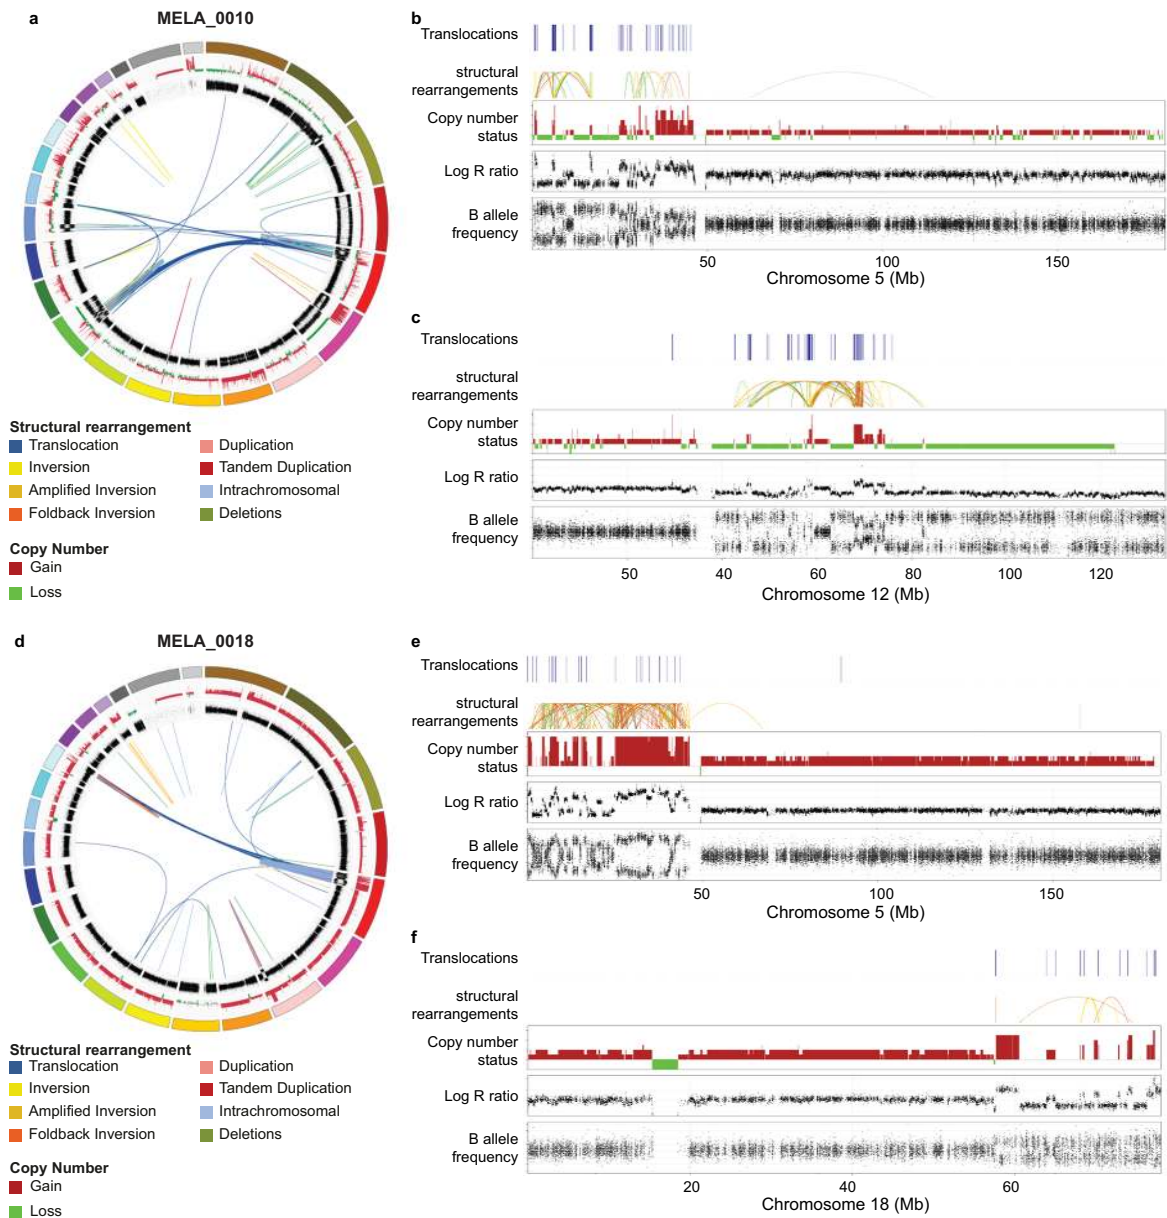 a
MELA_0010
Structural rearrangement
Translocation
Duplication
Inversion
Tandem Duplication
Amplified Inversion
Intrachromosomal
Foldback Inversion
Deletions
Copy Number
Gain
Loss
b
Translocations
structural
rearrangements
Copy number
status
Log R ratio
B allele
frequency
50 100 150
Chromosome 5 (Mb)
c
Translocations
structural
rearrangements
Copy number
status
Log R ratio
B allele
frequency
50 40 60 80 100 120
Chromosome 12 (Mb)
d
MELA_0018
Structural rearrangement
Translocation
Duplication
Inversion
Tandem Duplication
Amplified Inversion
Intrachromosomal
Foldback Inversion
Deletions
Copy Number
Gain
Loss
e
Translocations
structural
rearrangements
Copy number
status
Log R ratio
B allele
frequency
50 100 150
Chromosome 5 (Mb)
f
Translocations
structural
rearrangements
Copy number
status
Log R ratio
B allele
frequency
20 40 60
Chromosome 18 (Mb)